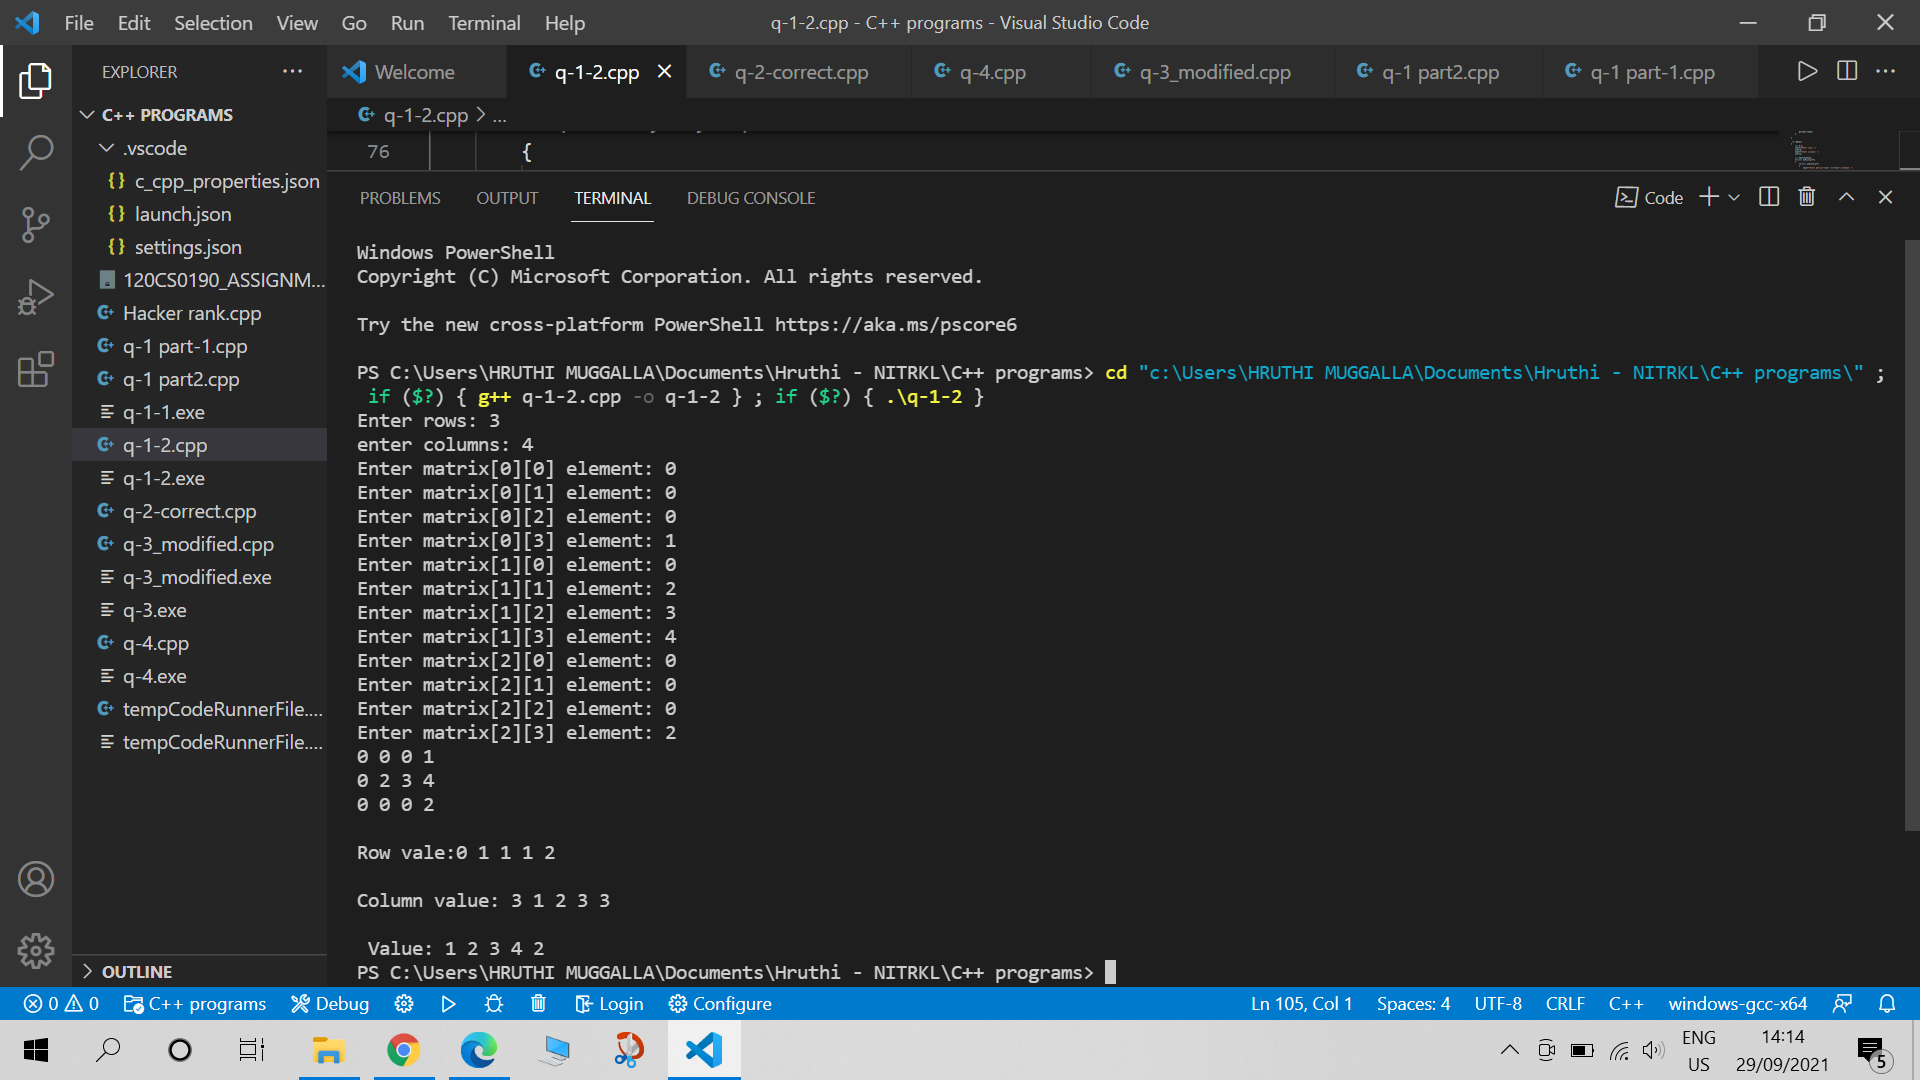 File Edit Selection View Go Run Terminal Help q-1-2.cpp - C++ programs - Visual Studio Code
EXPLORER ...
Welcome q-1-2.cpp q-2-correct.cpp q-4.cpp q-3_modified.cpp q-1 part2.cpp q-1 part-1.cpp
C++ PROGRAMS
.vscode
c_cpp_properties.json
launch.json
settings.json
120CS0190_ASSIGNM...
Hacker rank.cpp
q-1 part-1.cpp
q-1 part2.cpp
q-1-1.exe
q-1-2.cpp
q-1-2.exe
q-2-correct.cpp
q-3_modified.cpp
q-3_modified.exe
q-3.exe
q-4.cpp
q-4.exe
tempCodeRunnerFile....
tempCodeRunnerFile....
OUTLINE
q-1-2.cpp > ...
76 {
PROBLEMS OUTPUT TERMINAL DEBUG CONSOLE Code
Windows PowerShell
Copyright (C) Microsoft Corporation. All rights reserved.
Try the new cross-platform PowerShell https://aka.ms/pscore6
PS C:\Users\HRUTHI MUGGALLA\Documents\Hruthi - NITRKL\C++ programs> cd "c:\Users\HRUTHI MUGGALLA\Documents\Hruthi - NITRKL\C++ programs\" ;
if ($?) { g++ q-1-2.cpp -o q-1-2 } ; if ($?) { .\q-1-2 }
Enter rows: 3
enter columns: 4
Enter matrix[0][0] element: 0
Enter matrix[0][1] element: 0
Enter matrix[0][2] element: 0
Enter matrix[0][3] element: 1
Enter matrix[1][0] element: 0
Enter matrix[1][1] element: 2
Enter matrix[1][2] element: 3
Enter matrix[1][3] element: 4
Enter matrix[2][0] element: 0
Enter matrix[2][1] element: 0
Enter matrix[2][2] element: 0
Enter matrix[2][3] element: 2
0 0 0 1
0 2 3 4
0 0 0 2
Row vale:0 1 1 1 2
Column value: 3 1 2 3 3
Value: 1 2 3 4 2
PS C:\Users\HRUTHI MUGGALLA\Documents\Hruthi - NITRKL\C++ programs>
0 0 C++ programs Debug Login Configure Ln 105, Col 1 Spaces: 4 UTF-8 CRLF C++ windows-gcc-x64
ENG 14:14
US 29/09/2021 5